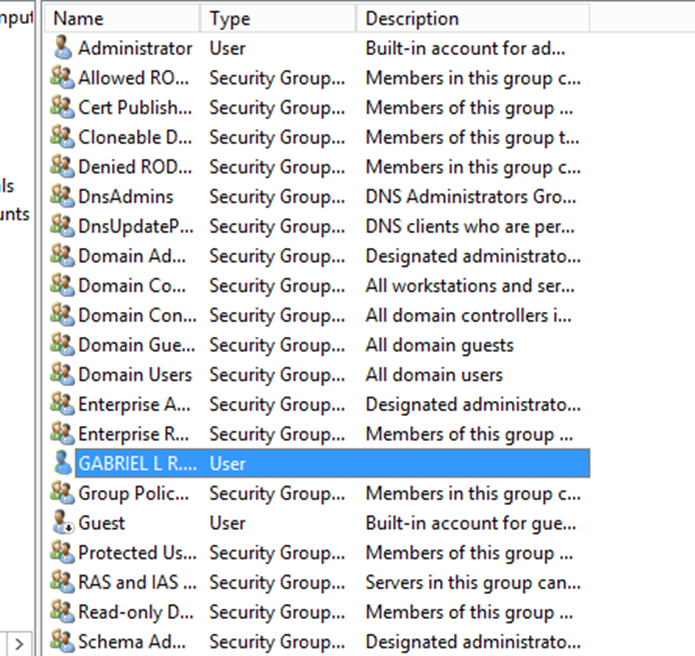 nput
Name Type Description
Administrator User Built-in account for ad...
Allowed RO... Security Group... Members in this group c...
Cert Publish... Security Group... Members of this group ...
Cloneable D... Security Group... Members of this group t...
Denied ROD... Security Group... Members in this group c...
ls
DnsAdmins Security Group... DNS Administrators Gro...
unts
DnsUpdateP... Security Group... DNS clients who are per...
Domain Ad... Security Group... Designated administrato...
Domain Co... Security Group... All workstations and ser...
Domain Con... Security Group... All domain controllers i...
Domain Gue... Security Group... All domain guests
Domain Users Security Group... All domain users
Enterprise A... Security Group... Designated administrato...
Enterprise R... Security Group... Members of this group ...
GABRIEL L R.... User
Group Polic... Security Group... Members in this group c...
Guest User Built-in account for gue...
Protected Us... Security Group... Members of this group ...
RAS and IAS ... Security Group... Servers in this group can...
Read-only D... Security Group... Members of this group ...
Schema Ad... Security Group... Designated administrato...